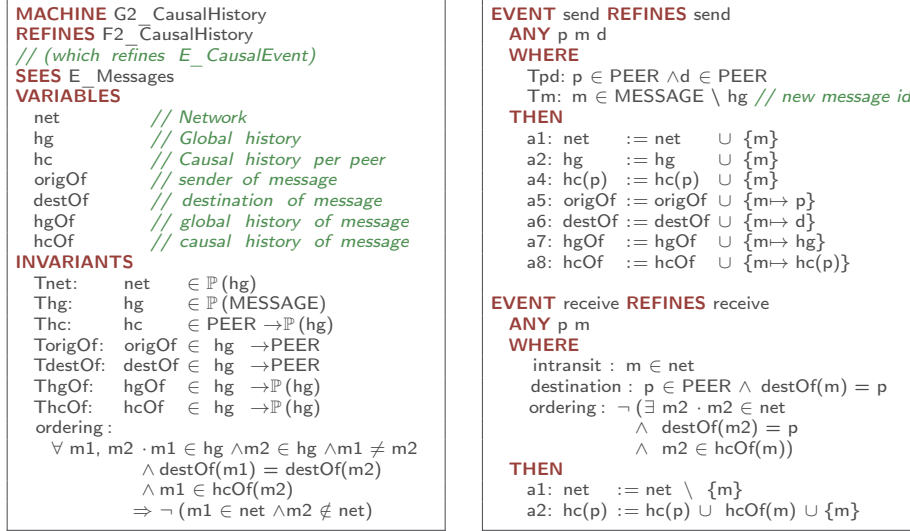 MACHINE G2_CausalHistory
REFINES F2_CausalHistory
// (which refines E_CausalEvent)
SEES E_Messages
VARIABLES
net // Network
hg // Global history
hc // Causal history per peer
origOf // sender of message
destOf // destination of message
hgOf // global history of message
hcOf // causal history of message
INVARIANTS
Tnet: net ∈ ℙ(hg)
Thg: hg ∈ ℙ(MESSAGE)
Thc: hc ∈ PEER → ℙ(hg)
TorigOf: origOf ∈ hg → PEER
TdestOf: destOf ∈ hg → PEER
ThgOf: hgOf ∈ hg → ℙ(hg)
ThcOf: hcOf ∈ hg → ℙ(hg)
ordering :
∀ m1, m2 · m1 ∈ hg ∧ m2 ∈ hg ∧ m1 ≠ m2
∧ destOf(m1) = destOf(m2)
∧ m1 ∈ hcOf(m2)
⇒ ¬ (m1 ∈ net ∧ m2 ∉ net)
EVENT send REFINES send
ANY p m d
WHERE
Tpd: p ∈ PEER ∧ d ∈ PEER
Tm: m ∈ MESSAGE \ hg // new message id
THEN
a1: net := net ∪ {m}
a2: hg := hg ∪ {m}
a4: hc(p) := hc(p) ∪ {m}
a5: origOf := origOf ∪ {m ↦ p}
a6: destOf := destOf ∪ {m ↦ d}
a7: hgOf := hgOf ∪ {m ↦ hg}
a8: hcOf := hcOf ∪ {m ↦ hc(p)}
EVENT receive REFINES receive
ANY p m
WHERE
intransit : m ∈ net
destination : p ∈ PEER ∧ destOf(m) = p
ordering : ¬ (∃ m2 · m2 ∈ net
∧ destOf(m2) = p
∧ m2 ∈ hcOf(m))
THEN
a1: net := net \ {m}
a2: hc(p) := hc(p) ∪ hcOf(m) ∪ {m}